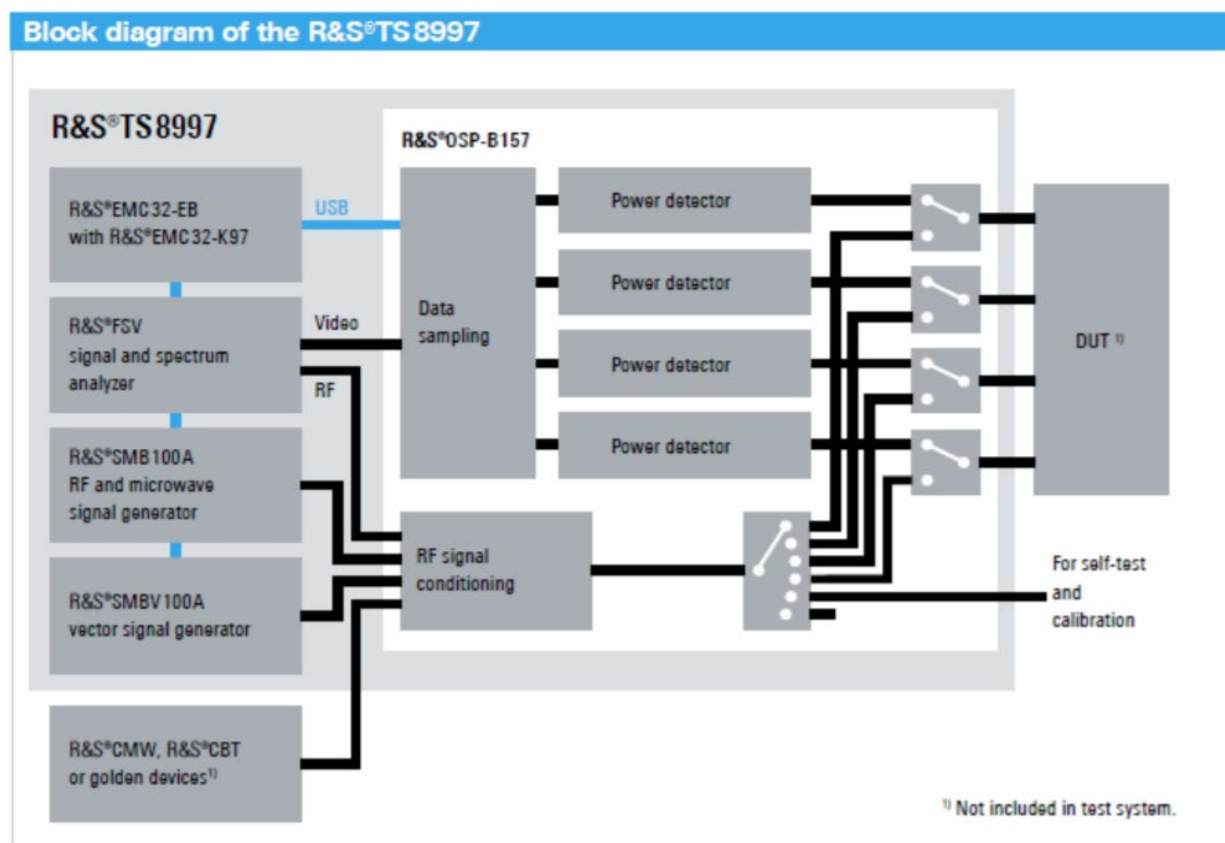 Block diagram of the R&S®TS8997
R&S®TS8997
R&S®OSP-B157
R&S®EMC32-EB
with R&S®EMC32-K97
USB
Power detector
Power detector
R&S®FSV
signal and spectrum
analyzer
Video
RF
Data
sampling
Power detector
Power detector
DUT 1)
R&S®SMB100A
RF and microwave
signal generator
RF signal
conditioning
For self-test
and
calibration
R&S®SMBV100A
vector signal generator
R&S®CMW, R&S®CBT
or golden devices1)
1) Not included in test system.